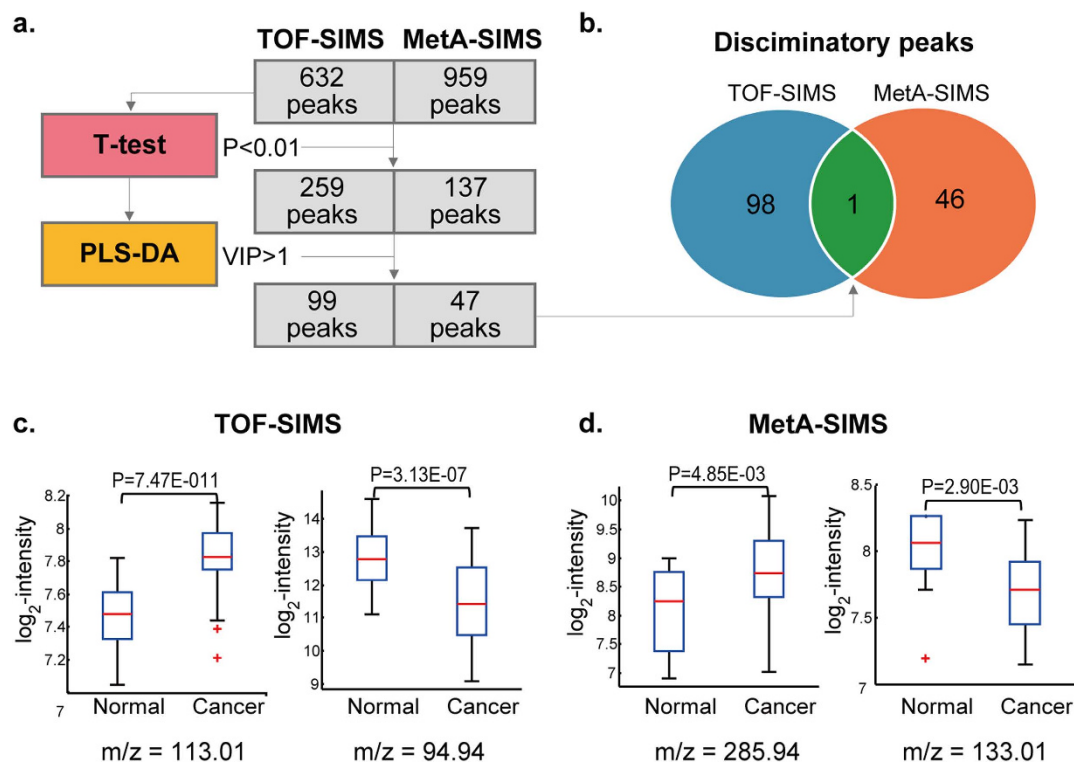 a.
TOF-SIMS MetA-SIMS
632 peaks
959 peaks
T-test
P<0.01
259 peaks
137 peaks
PLS-DA
VIP>1
99 peaks
47 peaks
b.
Disciminatory peaks
TOF-SIMS MetA-SIMS
98 1 46
c. TOF-SIMS
P=7.47E-011
log2-intensity
8.2
8
7.8
7.6
7.4
7.2
7
Normal Cancer
m/z = 113.01
P=3.13E-07
log2-intensity
14
13
12
11
10
9
Normal Cancer
m/z = 94.94
d. MetA-SIMS
P=4.85E-03
log2-intensity
10
9.5
9
8.5
8
7.5
7
Normal Cancer
m/z = 285.94
P=2.90E-03
log2-intensity
8.5
8
7.5
7
Normal Cancer
m/z = 133.01